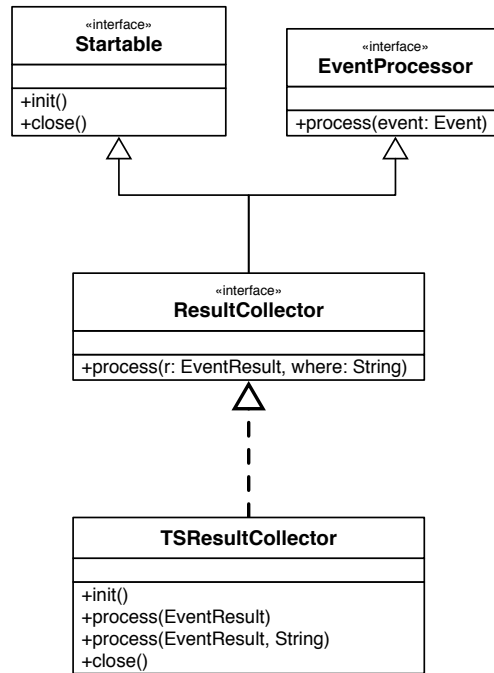 «interface»
Startable
+init()
+close()
«interface»
EventProcessor
+process(event: Event)
«interface»
ResultCollector
+process(r: EventResult, where: String)
TSResultCollector
+init()
+process(EventResult)
+process(EventResult, String)
+close()